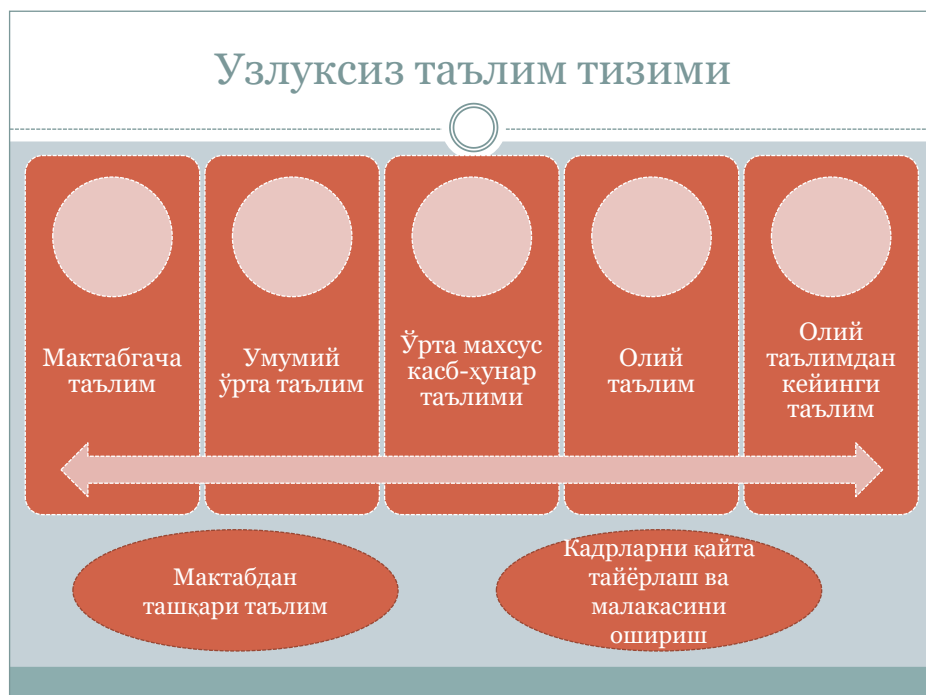 Узлуксиз таълим тизими
Мактабгача
таълим
Умумий
ўрта таълим
Ўрта махсус
касб-ҳунар
таълими
Олий
таълим
Олий
таълимдан
кейинги
таълим
Мактабдан
ташқари таълим
Кадрларни қайта
тайёрлаш ва
малакасини
ошириш